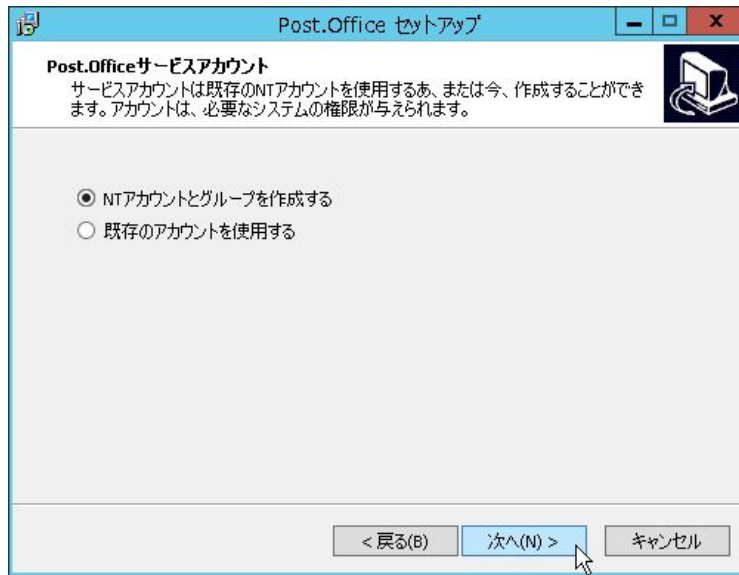 Post.Office セットアップ
Post.Officeサービスアカウント
サービスアカウントは既存のNTアカウントを使用するあ、または今、作成することができ
ます。アカウントは、必要なシステムの権限が与えられます。
NTアカウントとグループを作成する
既存のアカウントを使用する
< 戻る(B)
次へ(N) >
キャンセル